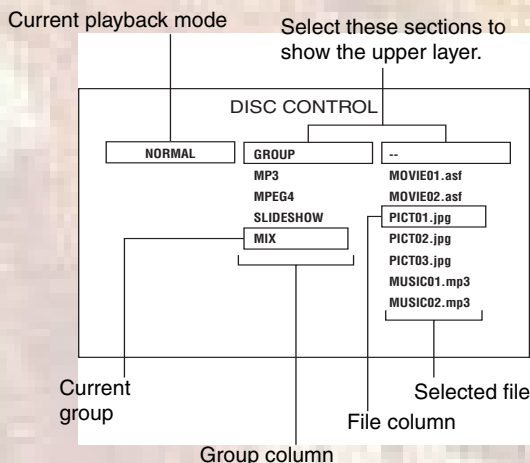 Current playback mode
Select these sections to
show the upper layer.
DISC CONTROL
NORMAL
GROUP
--
MP3
MOVIE01.asf
MPEG4
MOVIE02.asf
SLIDESHOW
PICT01.jpg
MIX
PICT02.jpg
PICT03.jpg
MUSIC01.mp3
MUSIC02.mp3
Current
group
Selected file
File column
Group column